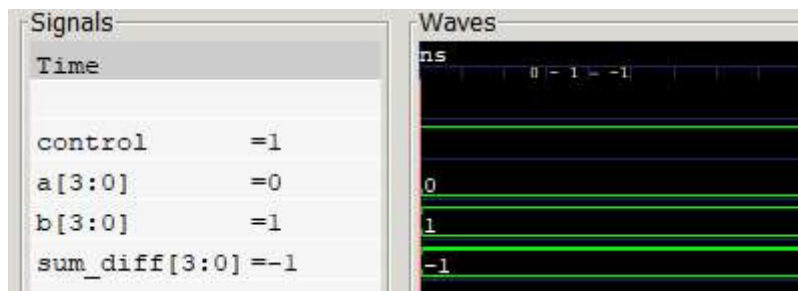 Signals
Waves
Time
ns
0 - 1 = -1
control =1
a[3:0] =0
0
b[3:0] =1
1
sum_diff[3:0] =-1
-1